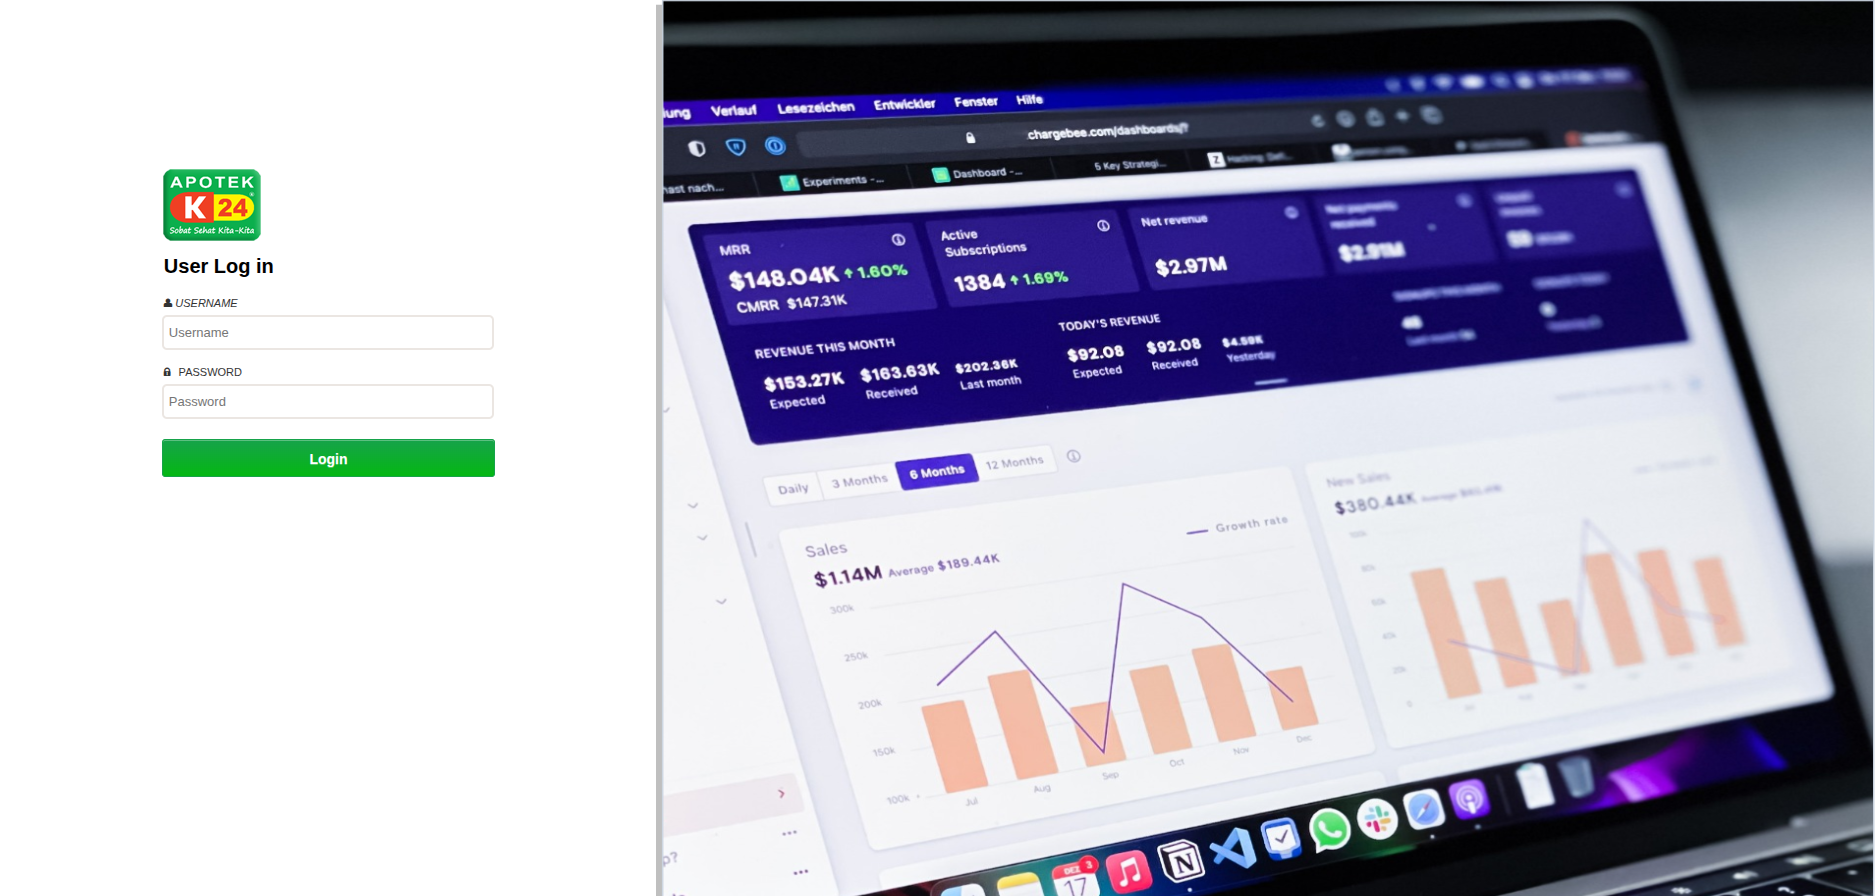 APOTEK
K 24
Sobat Sehat Kita-Kita
User Log in
USERNAME
Username
PASSWORD
Password
Login
Verlauf Lesezeichen Entwickler Fenster Hilfe
chargebee.com/dashboards/?
nast nach...
Experiments -...
Dashboard -...
5 Key Strategi...
MRR
$148.04K ↑ 1.60%
CMRR $147.31K
Active
Subscriptions
1384 ↑ 1.69%
Net revenue
$2.97M
Net payments
received
$2.91M
REVENUE THIS MONTH
$153.27K
Expected
$163.63K
Received
$202.36K
Last month
TODAY'S REVENUE
$92.08
Expected
$92.08
Received
$4.59K
Yesterday
Daily
3 Months
6 Months
12 Months
Sales
$1.14M Average $189.44K
Growth rate
300k
250k
200k
150k
100k
Jul
Aug
Sep
Oct
Nov
Dec
New Sales
$380.44K
p?
DEZ
3
17